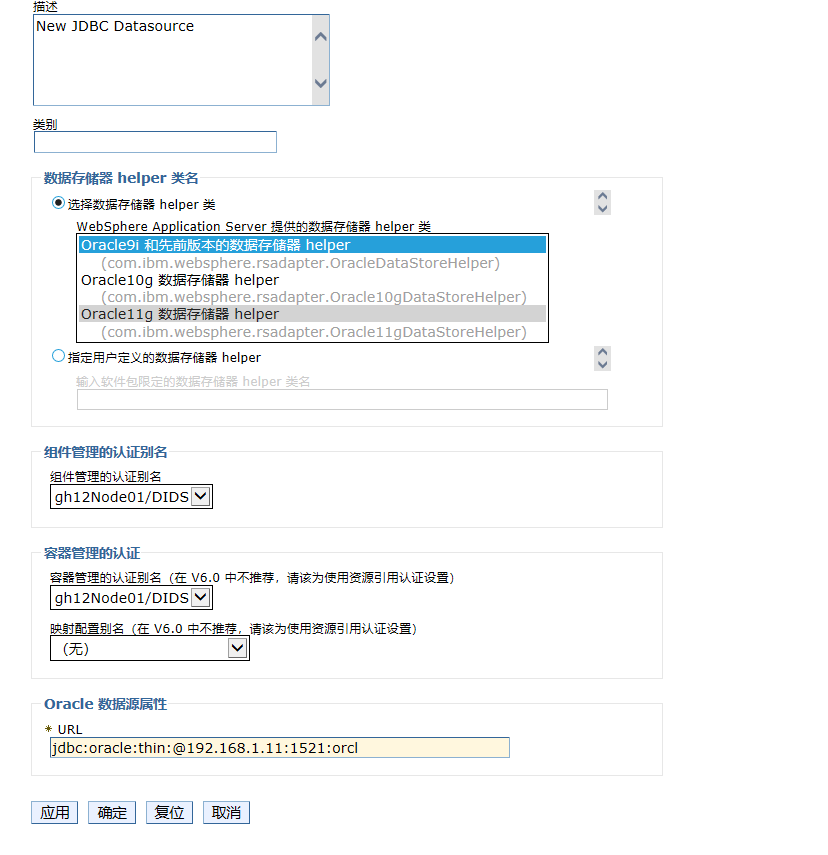 描述
New JDBC Datasource
类别
数据存储器 helper 类名
选择数据存储器 helper 类
WebSphere Application Server 提供的数据存储器 helper 类
Oracle9i 和先前版本的数据存储器 helper
(com.ibm.websphere.rsadapter.OracleDataStoreHelper)
Oracle10g 数据存储器 helper
(com.ibm.websphere.rsadapter.Oracle10gDataStoreHelper)
Oracle11g 数据存储器 helper
(com.ibm.websphere.rsadapter.Oracle11gDataStoreHelper)
指定用户定义的数据存储器 helper
输入软件包限定的数据存储器 helper 类名
组件管理的认证别名
组件管理的认证别名
gh12Node01/DIDS
容器管理的认证
容器管理的认证别名（在 V6.0 中不推荐，请该为使用资源引用认证设置）
gh12Node01/DIDS
映射配置别名（在 V6.0 中不推荐，请该为使用资源引用认证设置）
（无）
Oracle 数据源属性
* URL
jdbc:oracle:thin:@192.168.1.11:1521:orcl
应用 确定 复位 取消